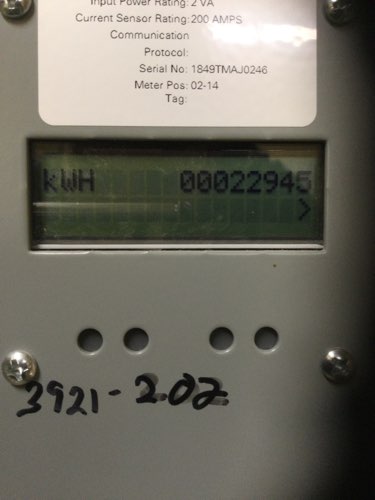 Input Power Rating: 2 VA
Current Sensor Rating: 200 AMPS
Communication
Protocol:
Serial No: 1849TMAJ0246
Meter Pos: 02-14
Tag:
kWH 00022945
>
3921-202